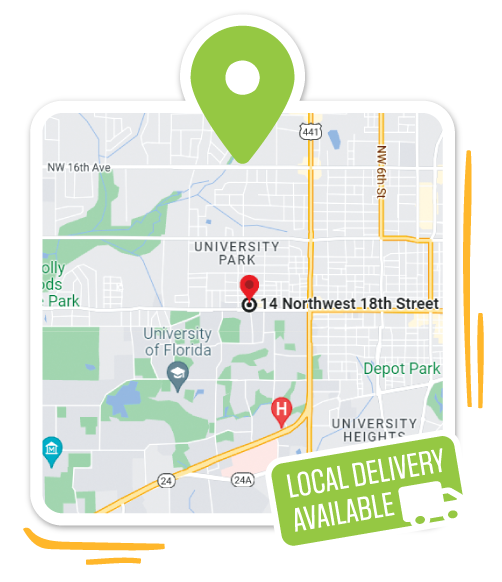 441
NW 16th Ave
NW 6th St
UNIVERSITY
PARK
olly
ods
e Park
14 Northwest 18th Street
University
of Florida
Depot Park
H
UNIVERSITY
HEIGHTS
M
24
24A
LOCAL DELIVERY
AVAILABLE